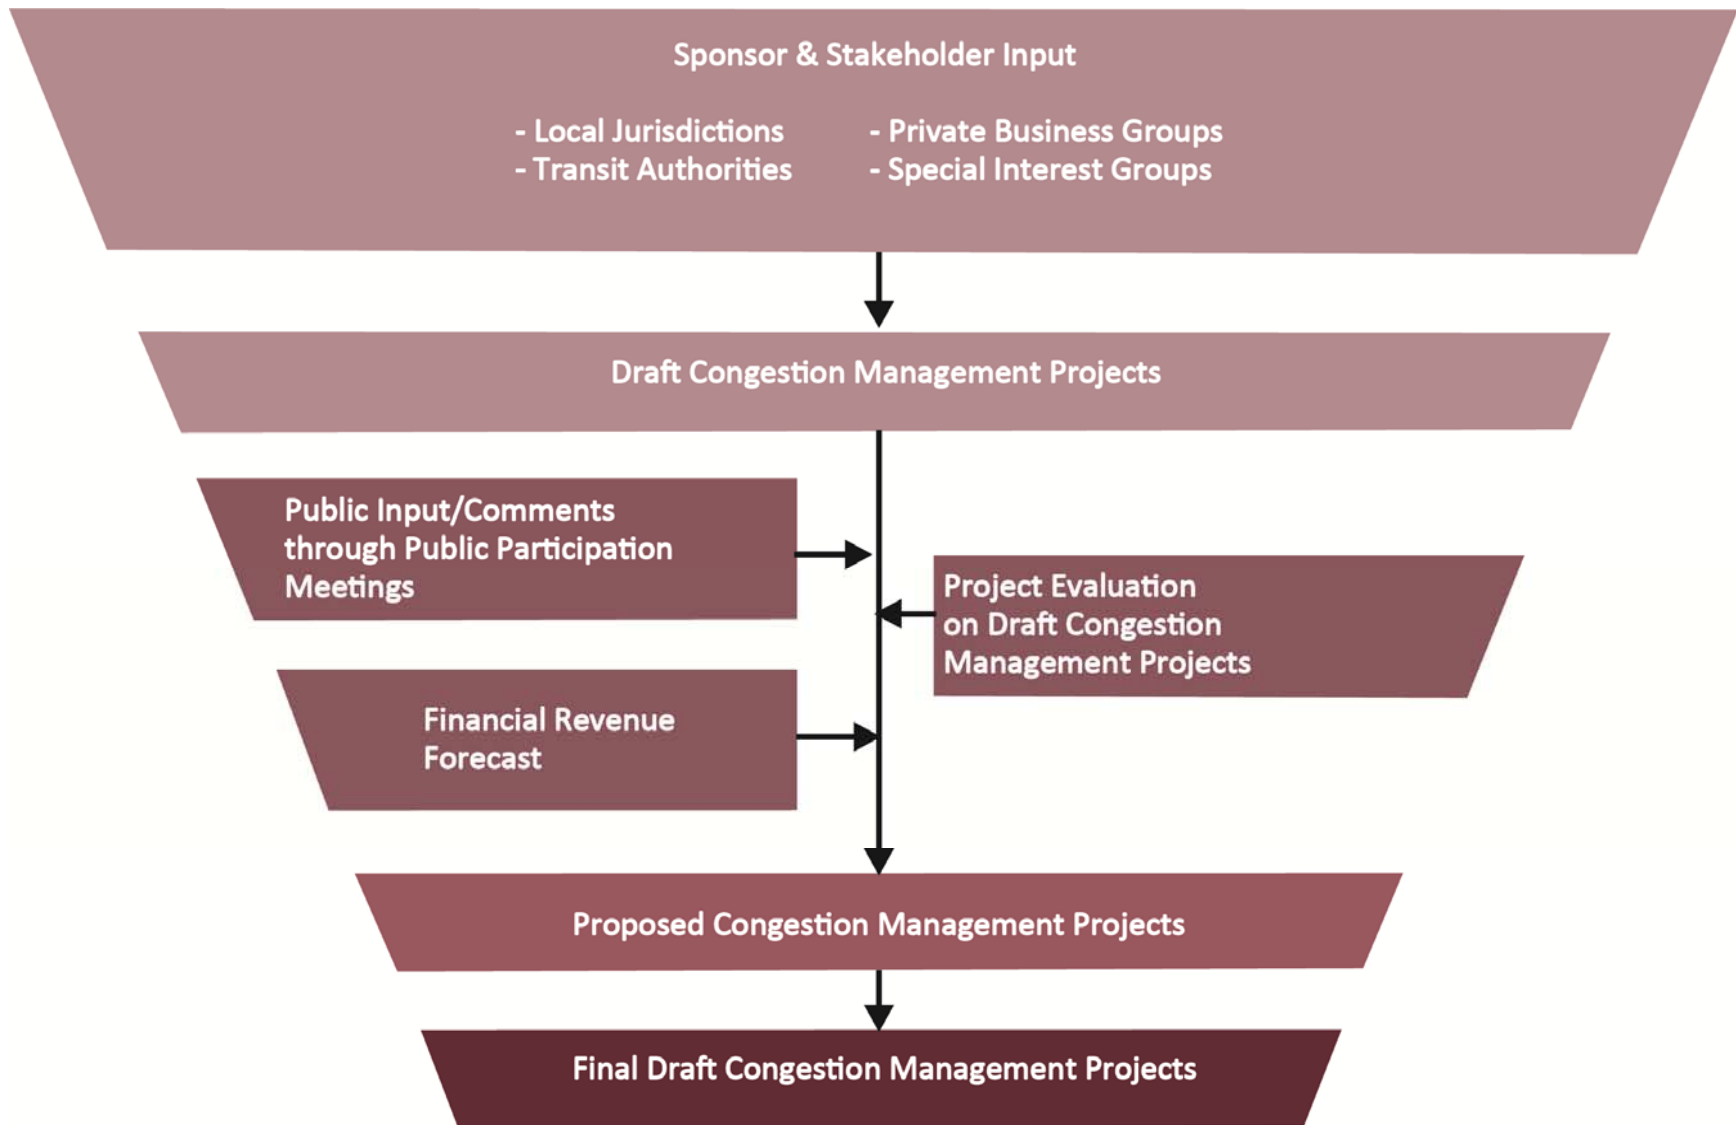 Sponsor & Stakeholder Input
- Local Jurisdictions
- Transit Authorities
- Private Business Groups
- Special Interest Groups
Draft Congestion Management Projects
Public Input/Comments
through Public Participation
Meetings
Project Evaluation
on Draft Congestion
Management Projects
Financial Revenue
Forecast
Proposed Congestion Management Projects
Final Draft Congestion Management Projects